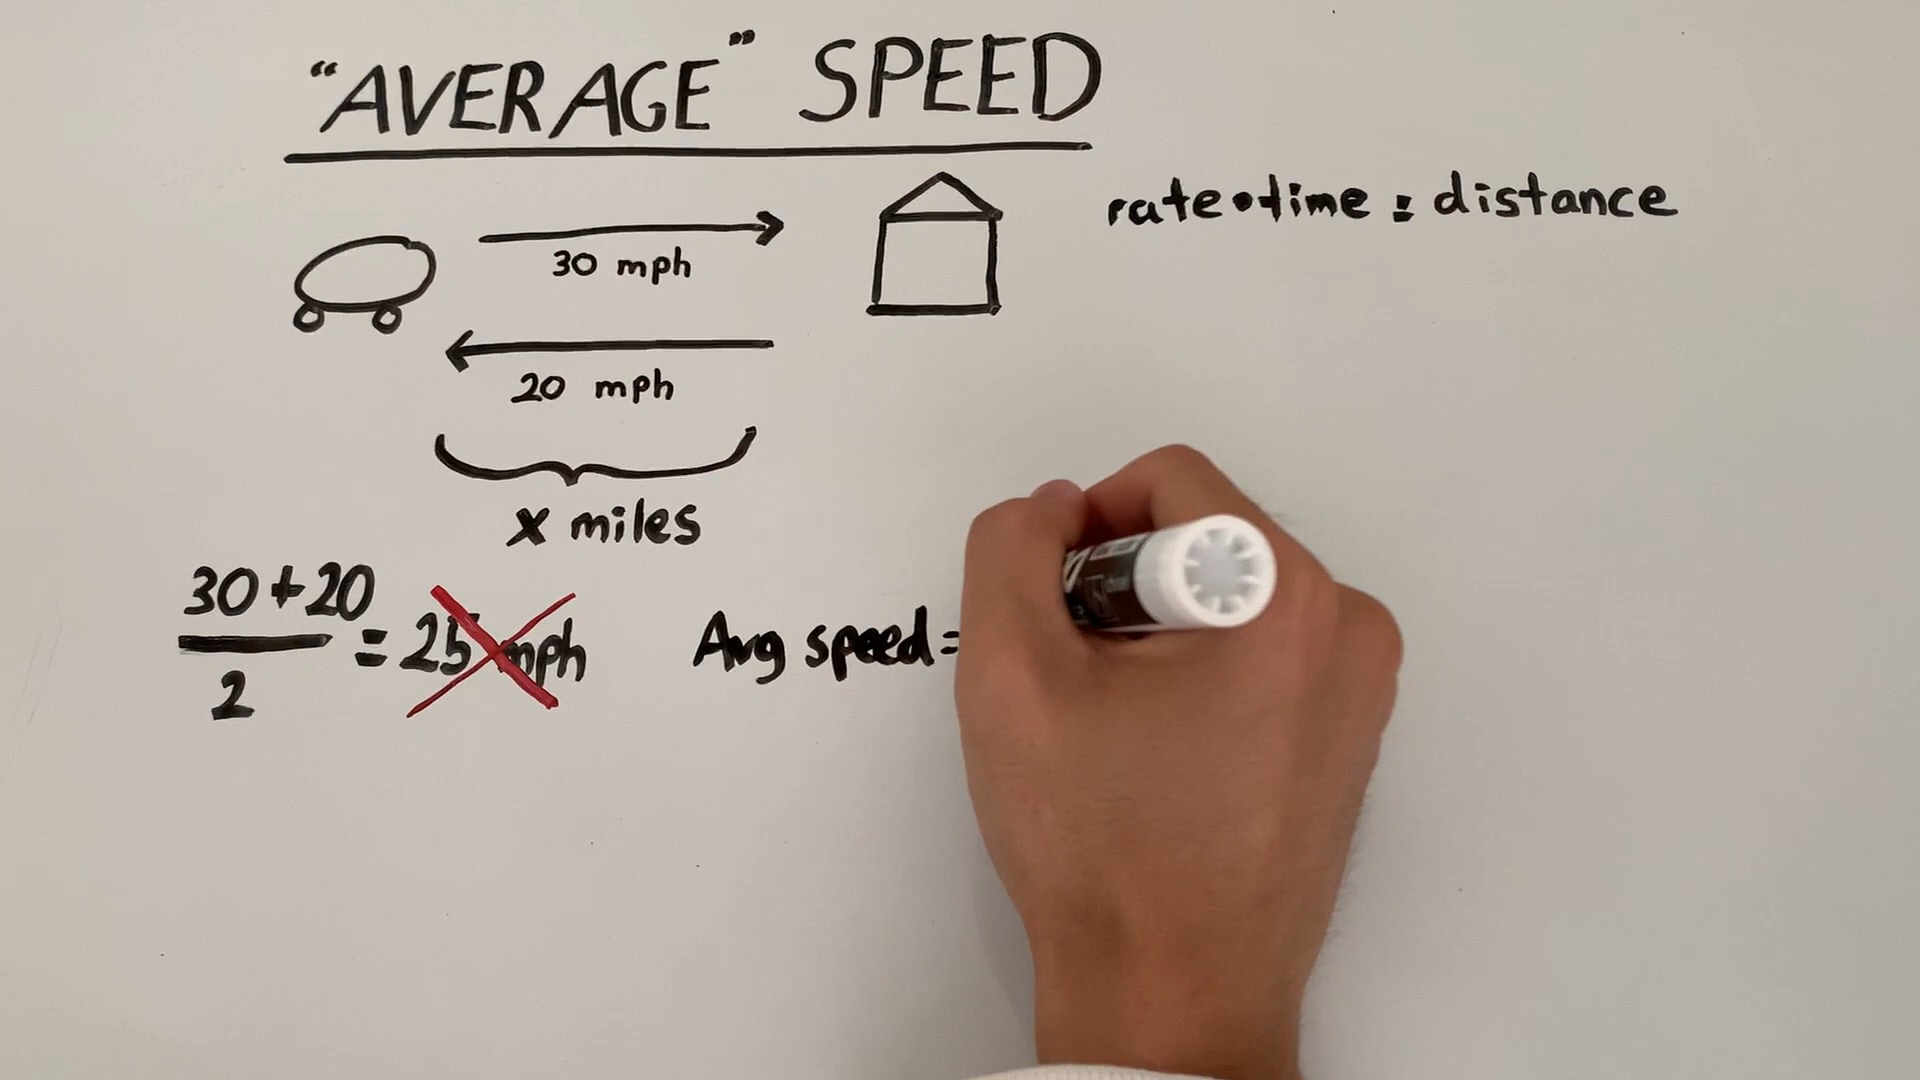 “AVERAGE” SPEED
30 mph
rate • time = distance
20 mph
x miles
30 + 20
2
= 25 mph
Avg speed =